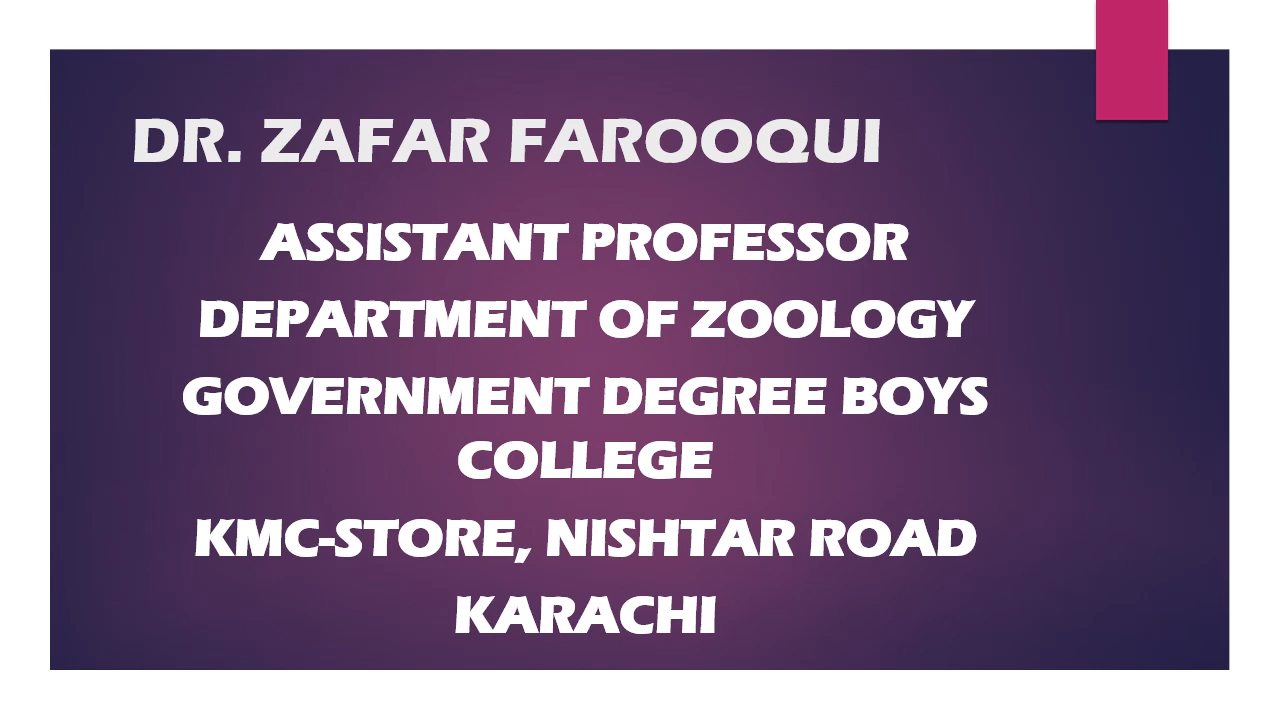 DR. ZAFAR FAROOQUI
ASSISTANT PROFESSOR
DEPARTMENT OF ZOOLOGY
GOVERNMENT DEGREE BOYS
COLLEGE
KMC-STORE, NISHTAR ROAD
KARACHI